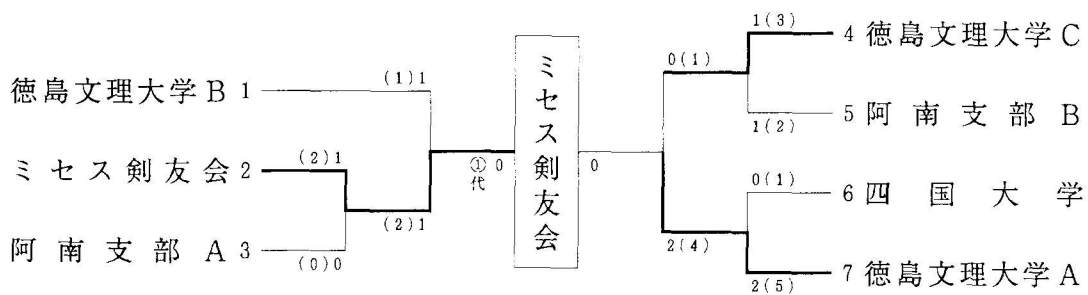 徳島文理大学B 1
(1)1
ミセス剣友会 2
(2)1
(2)1
阿南支部A 3
(0)0
①
代
0
ミセス剣友会
0
1(3)
4 徳島文理大学C
0(1)
5 阿南支部B
1(2)
0(1)
6 四国大学
2(4)
7 徳島文理大学A
2(5)